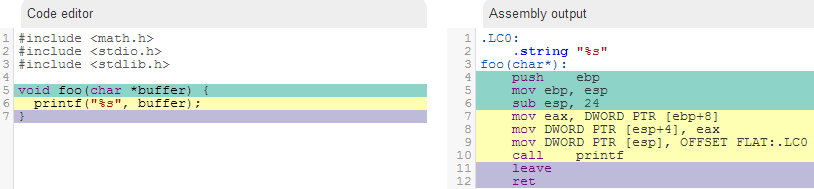 Code editor
1 #include <math.h>
2 #include <stdio.h>
3 #include <stdlib.h>
4
5 void foo(char *buffer) {
6   printf("%s", buffer);
7 }
Assembly output
1 .LC0:
2     .string "%s"
3 foo(char*):
4     push    ebp
5     mov ebp, esp
6     sub esp, 24
7     mov eax, DWORD PTR [ebp+8]
8     mov DWORD PTR [esp+4], eax
9     mov DWORD PTR [esp], OFFSET FLAT:.LC0
10     call    printf
11     leave
12     ret